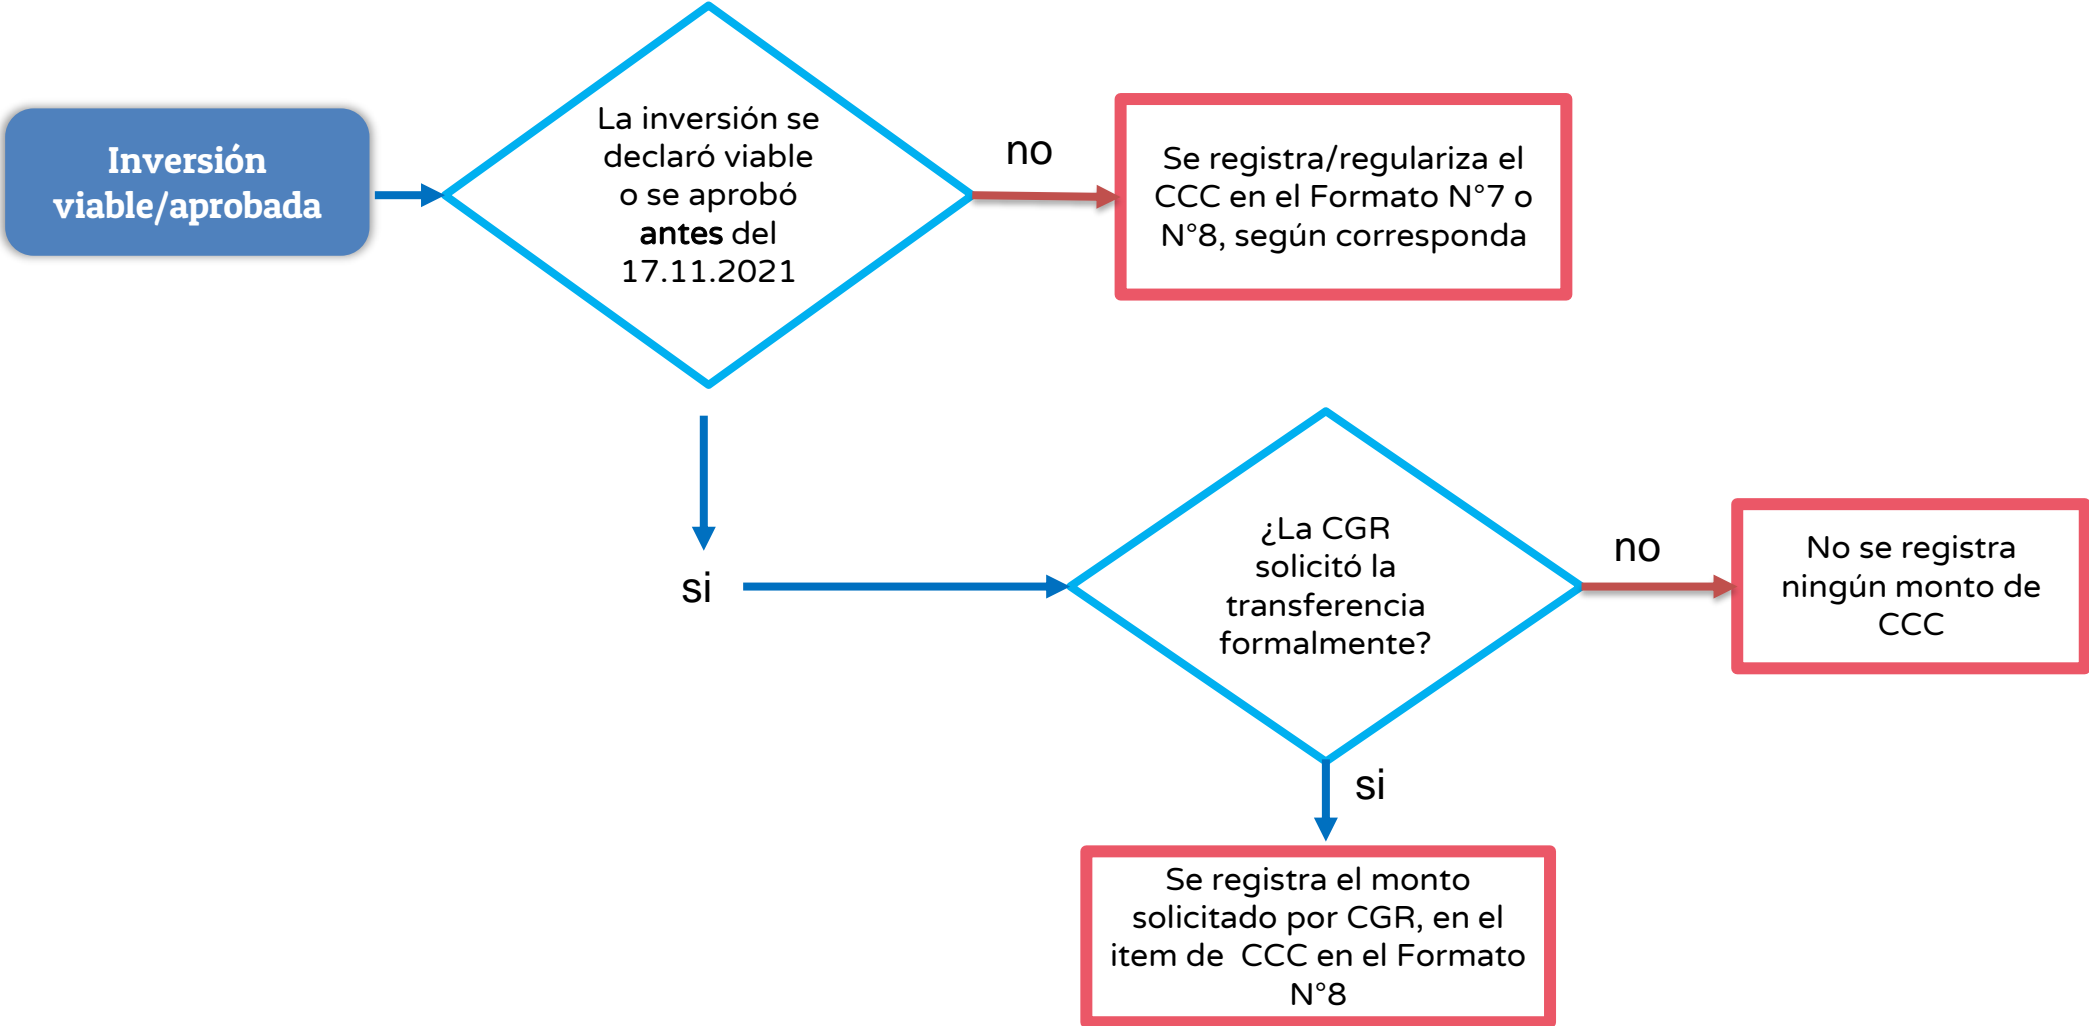 Inversión
viable/aprobada
La inversión se
declaró viable
o se aprobó
antes del
17.11.2021
no
Se registra/regulariza el
CCC en el Formato N°7 o
N°8, según corresponda
si
¿La CGR
solicitó la
transferencia
formalmente?
no
No se registra
ningún monto de
CCC
si
Se registra el monto
solicitado por CGR, en el
item de  CCC en el Formato
N°8